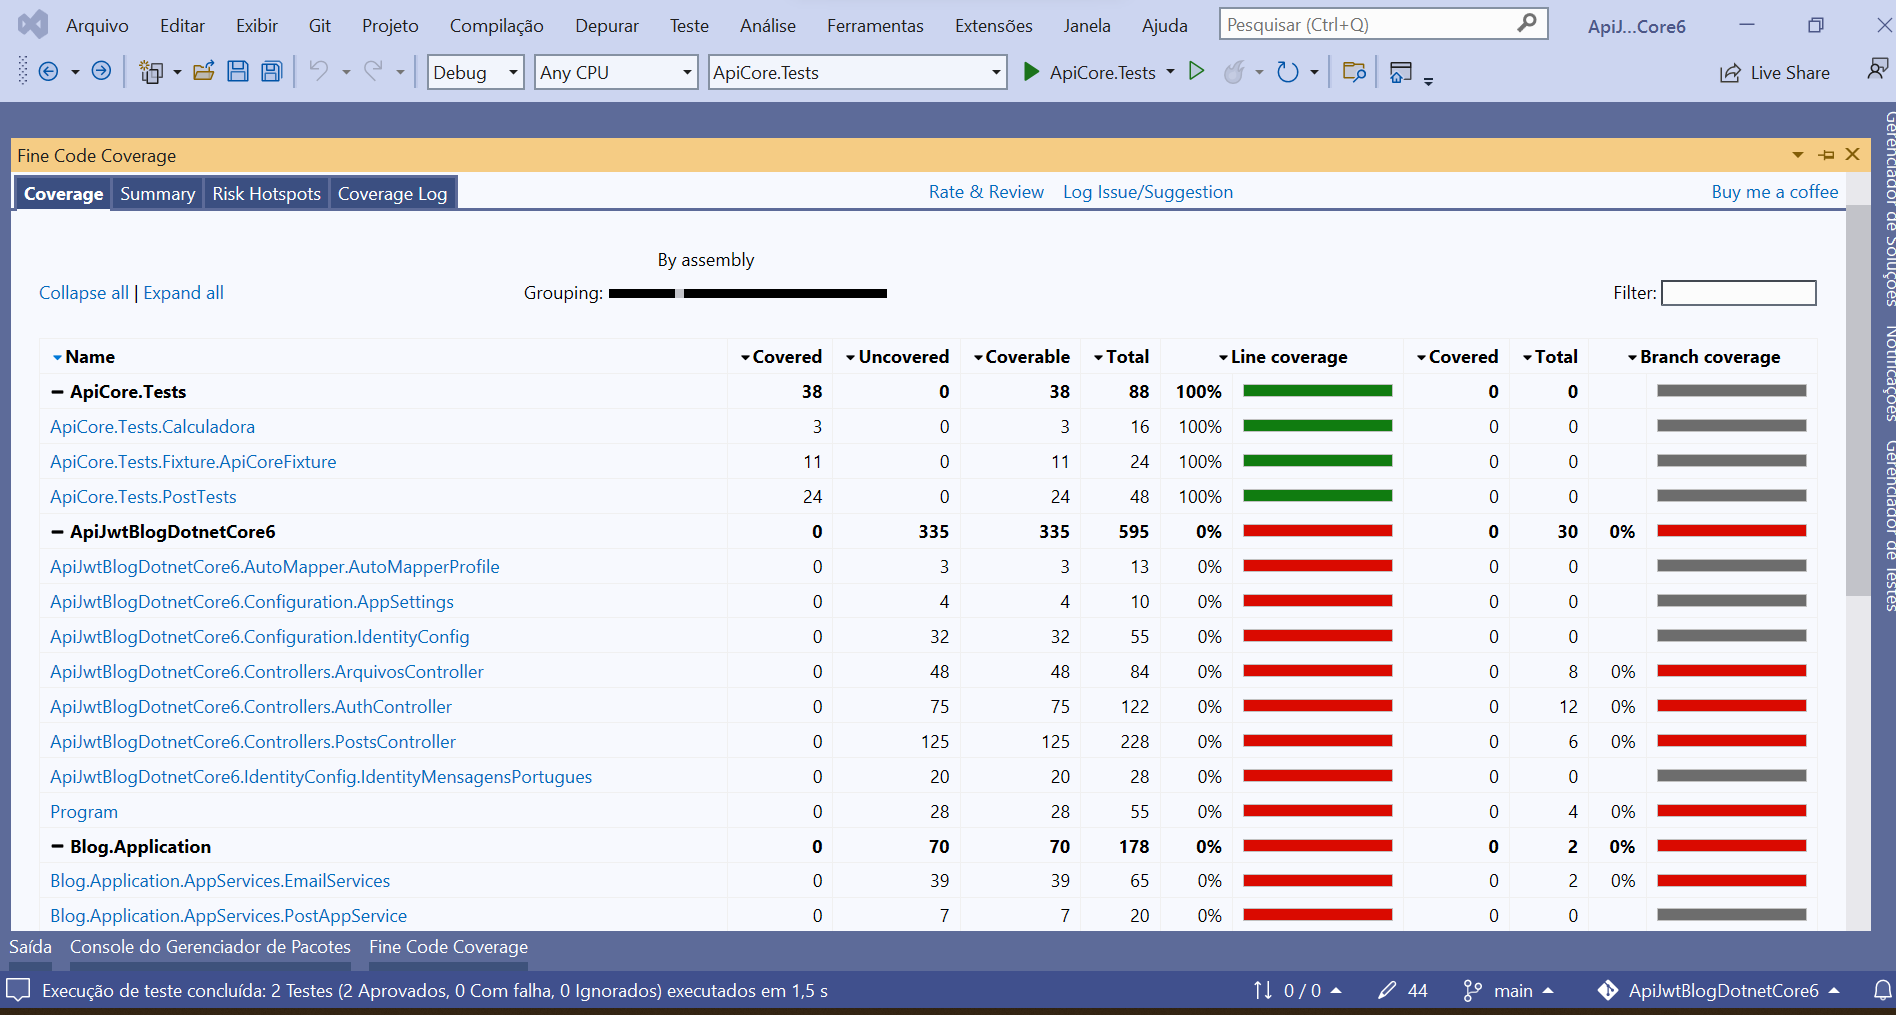 Arquivo Editar Exibir Git Projeto Compilação Depurar Teste Análise Ferramentas Extensões Janela Ajuda Pesquisar (Ctrl+Q) ApiJ...Core6
Debug Any CPU ApiCore.Tests ApiCore.Tests Live Share
Fine Code Coverage
Coverage Summary Risk Hotspots Coverage Log Rate & Review Log Issue/Suggestion Buy me a coffee
By assembly
Collapse all | Expand all Grouping: Filter:
Name Covered Uncovered Coverable Total Line coverage Covered Total Branch coverage
ApiCore.Tests 38 0 38 88 100% 0 0
ApiCore.Tests.Calculadora 3 0 3 16 100% 0 0
ApiCore.Tests.Fixture.ApiCoreFixture 11 0 11 24 100% 0 0
ApiCore.Tests.PostTests 24 0 24 48 100% 0 0
ApiJwtBlogDotnetCore6 0 335 335 595 0% 0 30 0%
ApiJwtBlogDotnetCore6.AutoMapper.AutoMapperProfile 0 3 3 13 0% 0 0
ApiJwtBlogDotnetCore6.Configuration.AppSettings 0 4 4 10 0% 0 0
ApiJwtBlogDotnetCore6.Configuration.IdentityConfig 0 32 32 55 0% 0 0
ApiJwtBlogDotnetCore6.Controllers.ArquivosController 0 48 48 84 0% 0 8 0%
ApiJwtBlogDotnetCore6.Controllers.AuthController 0 75 75 122 0% 0 12 0%
ApiJwtBlogDotnetCore6.Controllers.PostsController 0 125 125 228 0% 0 6 0%
ApiJwtBlogDotnetCore6.IdentityConfig.IdentityMensagensPortugues 0 20 20 28 0% 0 0
Program 0 28 28 55 0% 0 4 0%
Blog.Application 0 70 70 178 0% 0 2 0%
Blog.Application.AppServices.EmailServices 0 39 39 65 0% 0 2 0%
Blog.Application.AppServices.PostAppService 0 7 7 20 0% 0 0
Gerenciador de Soluções
Notificações
Gerenciador de Testes
Saída Console do Gerenciador de Pacotes Fine Code Coverage
Execução de teste concluída: 2 Testes (2 Aprovados, 0 Com falha, 0 Ignorados) executados em 1,5 s 0 / 0 44 main ApiJwtBlogDotnetCore6